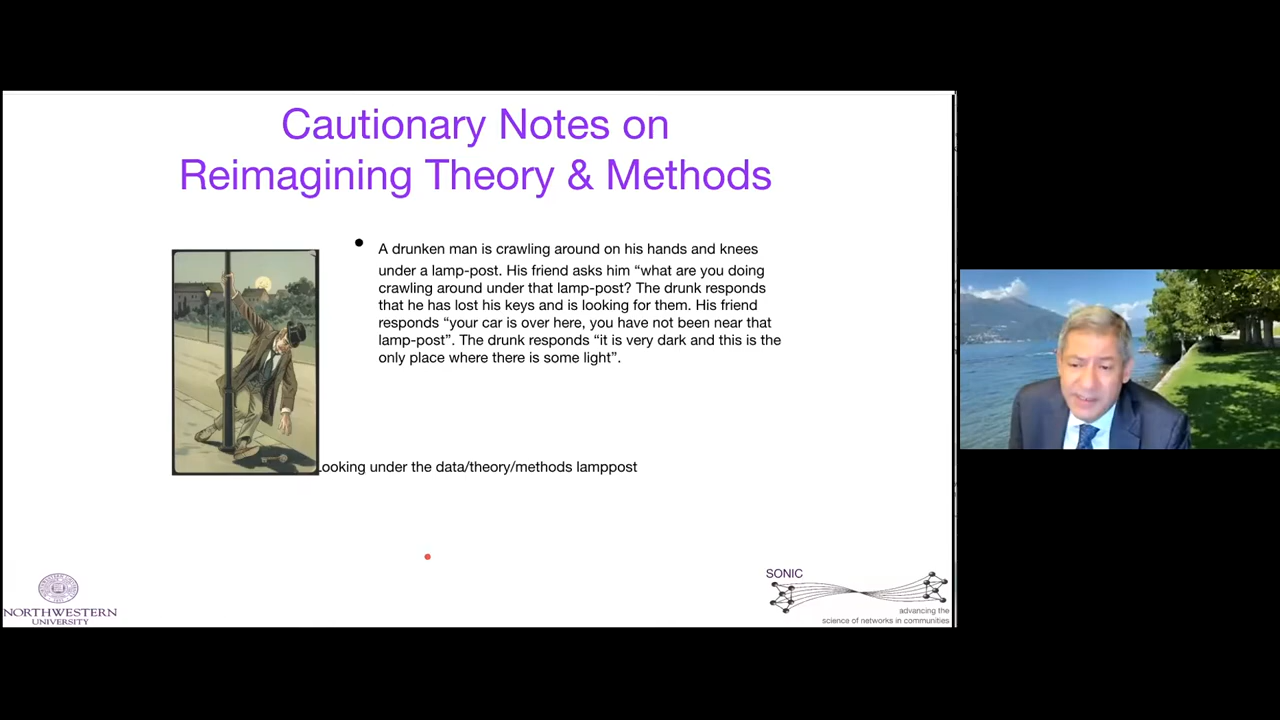 Cautionary Notes on
Reimagining Theory & Methods
A drunken man is crawling around on his hands and knees
under a lamp-post. His friend asks him “what are you doing
crawling around under that lamp-post? The drunk responds
that he has lost his keys and is looking for them. His friend
responds “your car is over here, you have not been near that
lamp-post”. The drunk responds “it is very dark and this is the
only place where there is some light”.
ooking under the data/theory/methods lamppost
NORTHWESTERN
UNIVERSITY
SONIC
advancing the
science of networks in communities